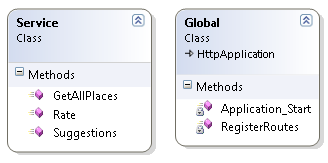 Service
Class
Methods
GetAllPlaces
Rate
Suggestions
Global
Class
HttpApplication
Methods
Application_Start
RegisterRoutes